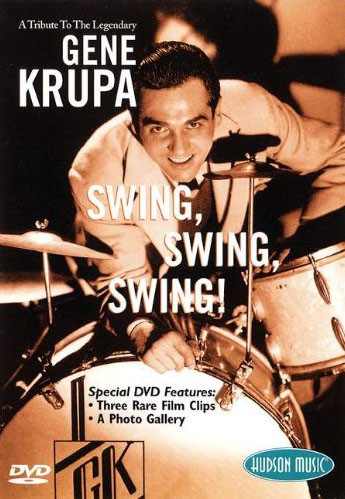 A Tribute To The Legendary
GENE
KRUPA
SWING,
SWING,
SWING!
Special DVD Features:
• Three Rare Film Clips
• A Photo Gallery
GK
DVD
VIDEO
HUDSON MUSIC®